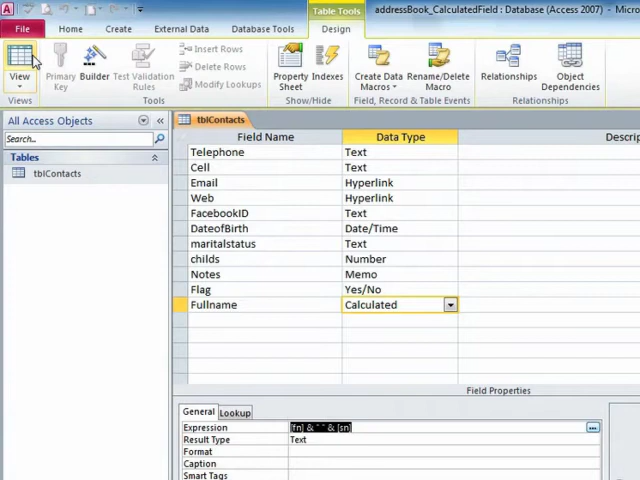 Table Tools
addressBook_CalculatedField : Database (Access 2007) - Micro
File Home Create External Data Database Tools Design
View
Primary Key
Builder
Test Validation Rules
Insert Rows
Delete Rows
Modify Lookups
Property Sheet
Indexes
Create Data Macros
Rename/Delete Macro
Relationships
Object Dependencies
Views Tools Show/Hide Field, Record & Table Events Relationships
All Access Objects
Search...
Tables
tblContacts
tblContacts
Field Name Data Type Descrip
Telephone Text
Cell Text
Email Hyperlink
Web Hyperlink
FacebookID Text
DateofBirth Date/Time
maritalstatus Text
childs Number
Notes Memo
Flag Yes/No
Fullname Calculated
Field Properties
General Lookup
Expression [fn] & " " & [sn]
Result Type Text
Format
Caption
Smart Tags